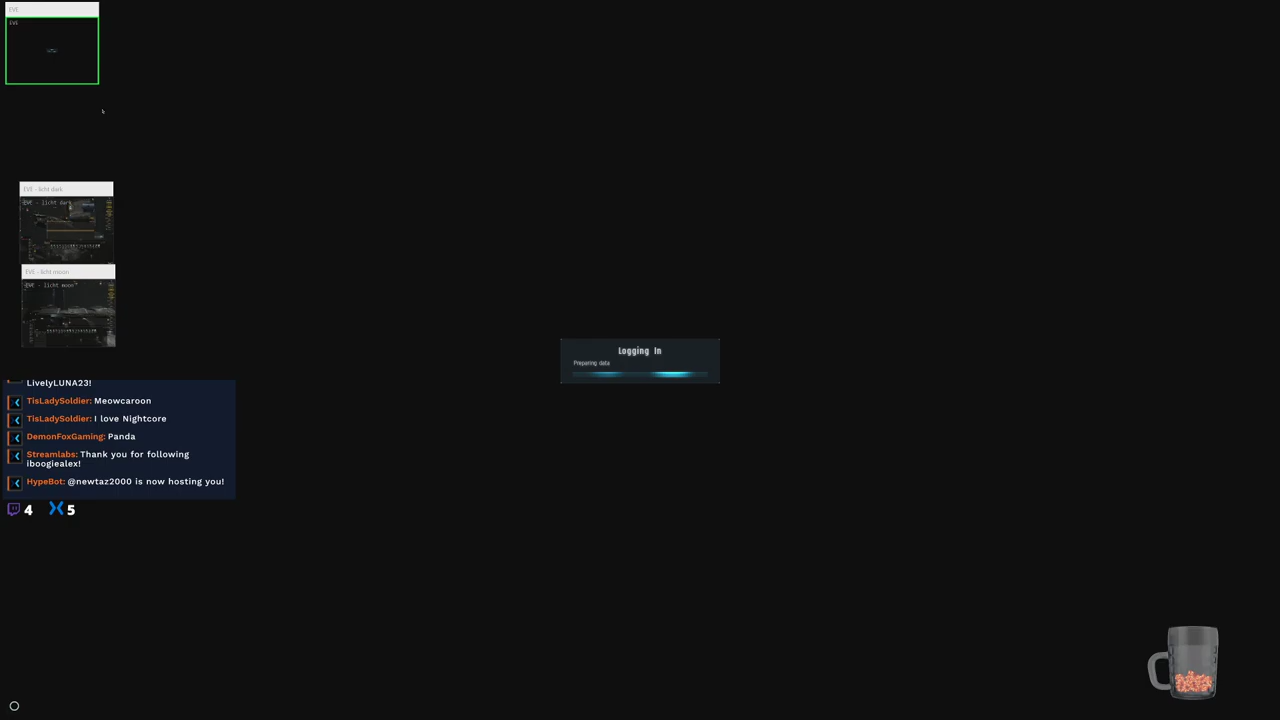 EVE
EVE
EVE - licht dark
EVE - licht dark
EVE - licht moon
EVE - licht moon
Logging In
Preparing data
LivelyLUNA23!
TisLadySoldier: Meowcaroon
TisLadySoldier: I love Nightcore
DemonFoxGaming: Panda
Streamlabs: Thank you for following
iboogiealex!
HypeBot: @newtaz2000 is now hosting you!
4 5